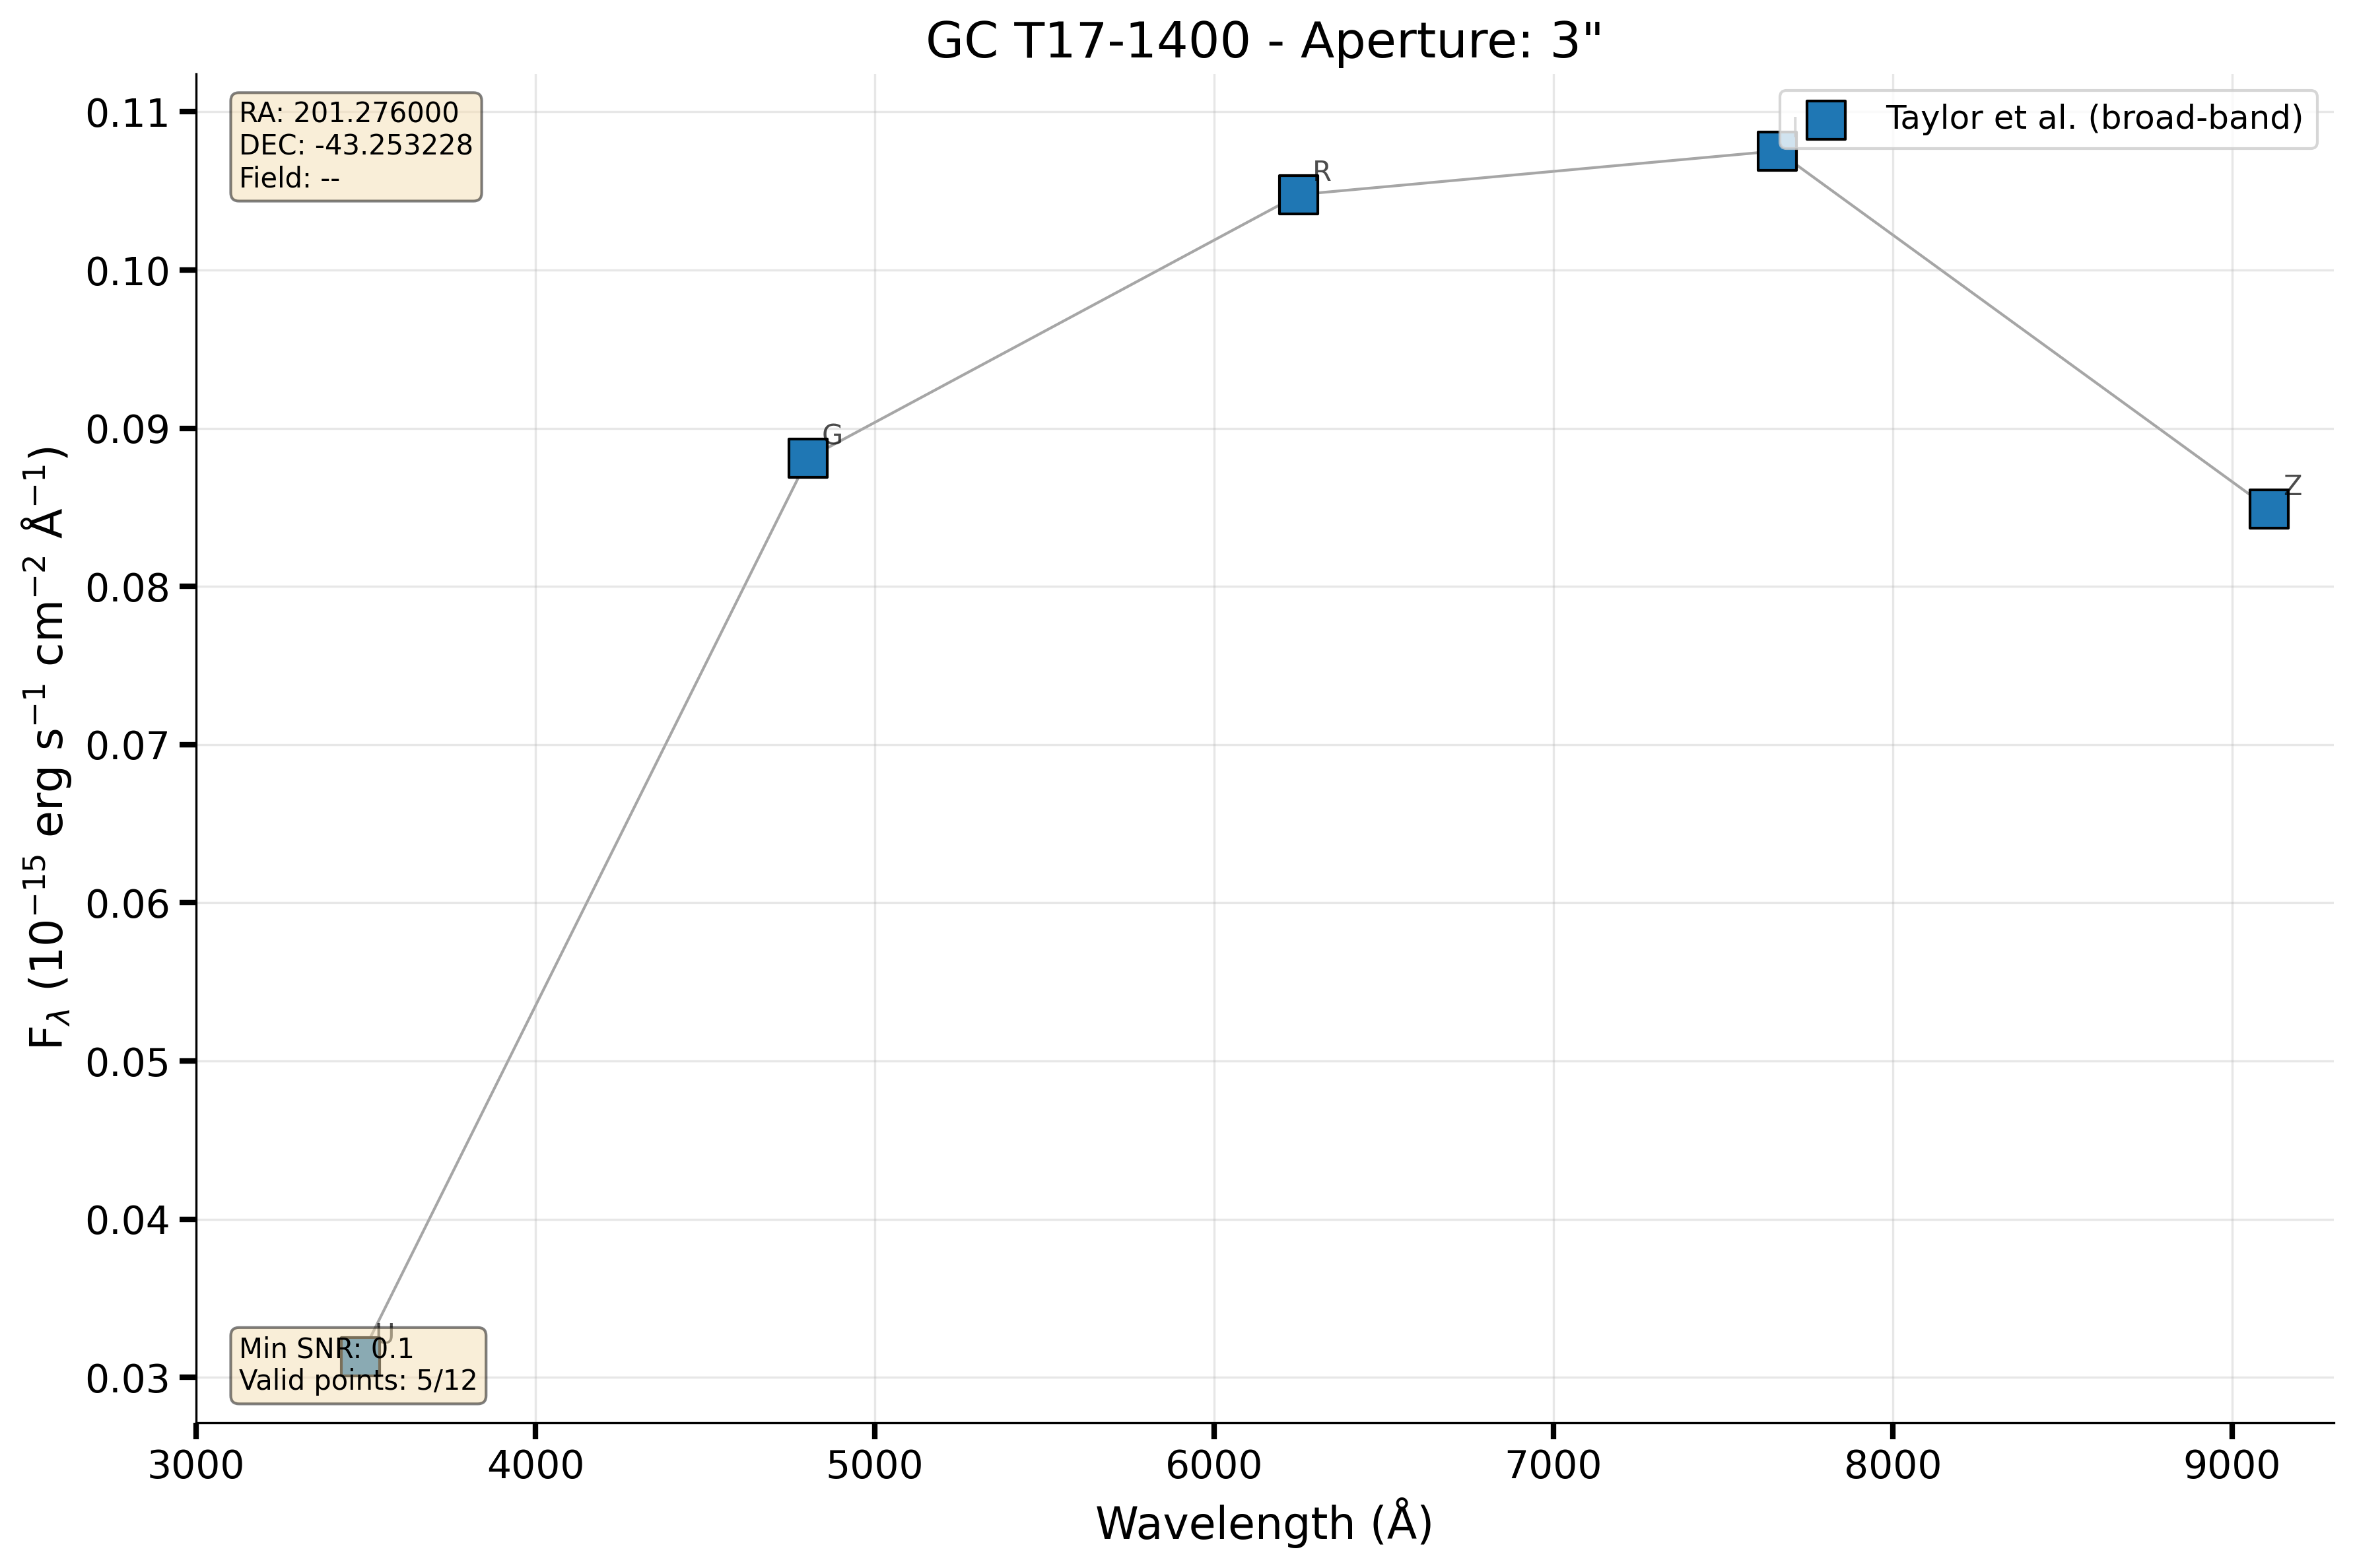 GC T17-1400 - Aperture: 3"
RA: 201.276000
DEC: -43.253228
Field: --
Taylor et al. (broad-band)
0.11
0.10
0.09
0.08
0.07
0.06
0.05
0.04
0.03
F_λ (10⁻¹⁵ erg s⁻¹ cm⁻² Å⁻¹)
U
G
R
I
Z
Min SNR: 0.1
Valid points: 5/12
3000 4000 5000 6000 7000 8000 9000
Wavelength (Å)